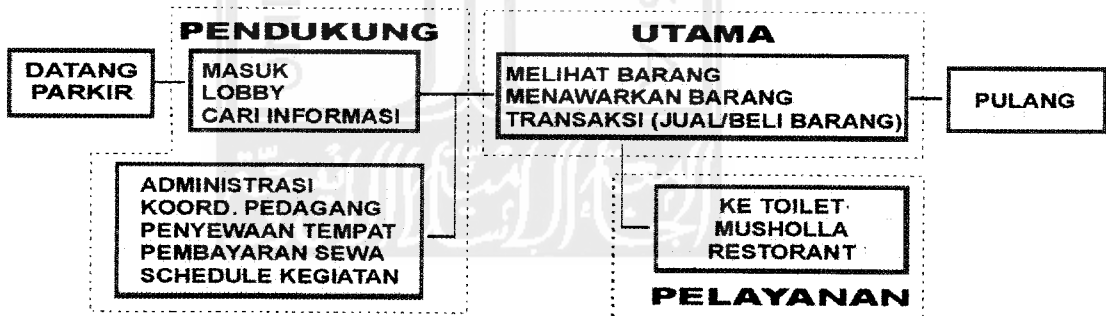 PENDUKUNG
UTAMA
DATANG
PARKIR
MASUK
LOBBY
CARI INFORMASI
MELIHAT BARANG
MENAWARKAN BARANG
TRANSAKSI (JUAL/BELI BARANG)
PULANG
ADMINISTRASI
KOORD. PEDAGANG
PENYEWAAN TEMPAT
PEMBAYARAN SEWA
SCHEDULE KEGIATAN
KE TOILET
MUSHOLLA
RESTORANT
PELAYANAN